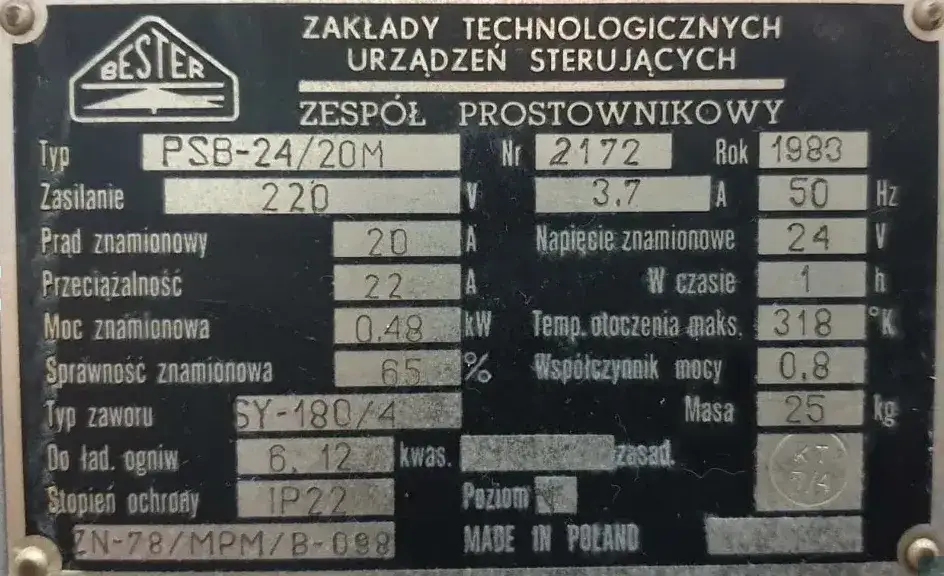 BESTER
ZAKŁADY TECHNOLOGICZNYCH
URZĄDZEŃ STERUJĄCYCH
ZESPÓŁ PROSTOWNIKOWY
Typ PSB-24/20M Nr 2172 Rok 1983
Zasilanie 220 V 3.7 A 50 Hz
Prąd znamionowy 20 A Napięcie znamionowe 24 V
Przeciążalność 22 A W czasie 1 h
Moc znamionowa 0.48 kW Temp. otoczenia maks. 318 °K
Sprawność znamionowa 65 % Współczynnik mocy 0.8
Typ zaworu SY-180/4 Masa 25 kg
Do ład. ogniw 6, 12 kwas. zasad.
Stopień ochrony IP22 Poziom
KT
ZN-78/MPM/B-098 MADE IN POLAND